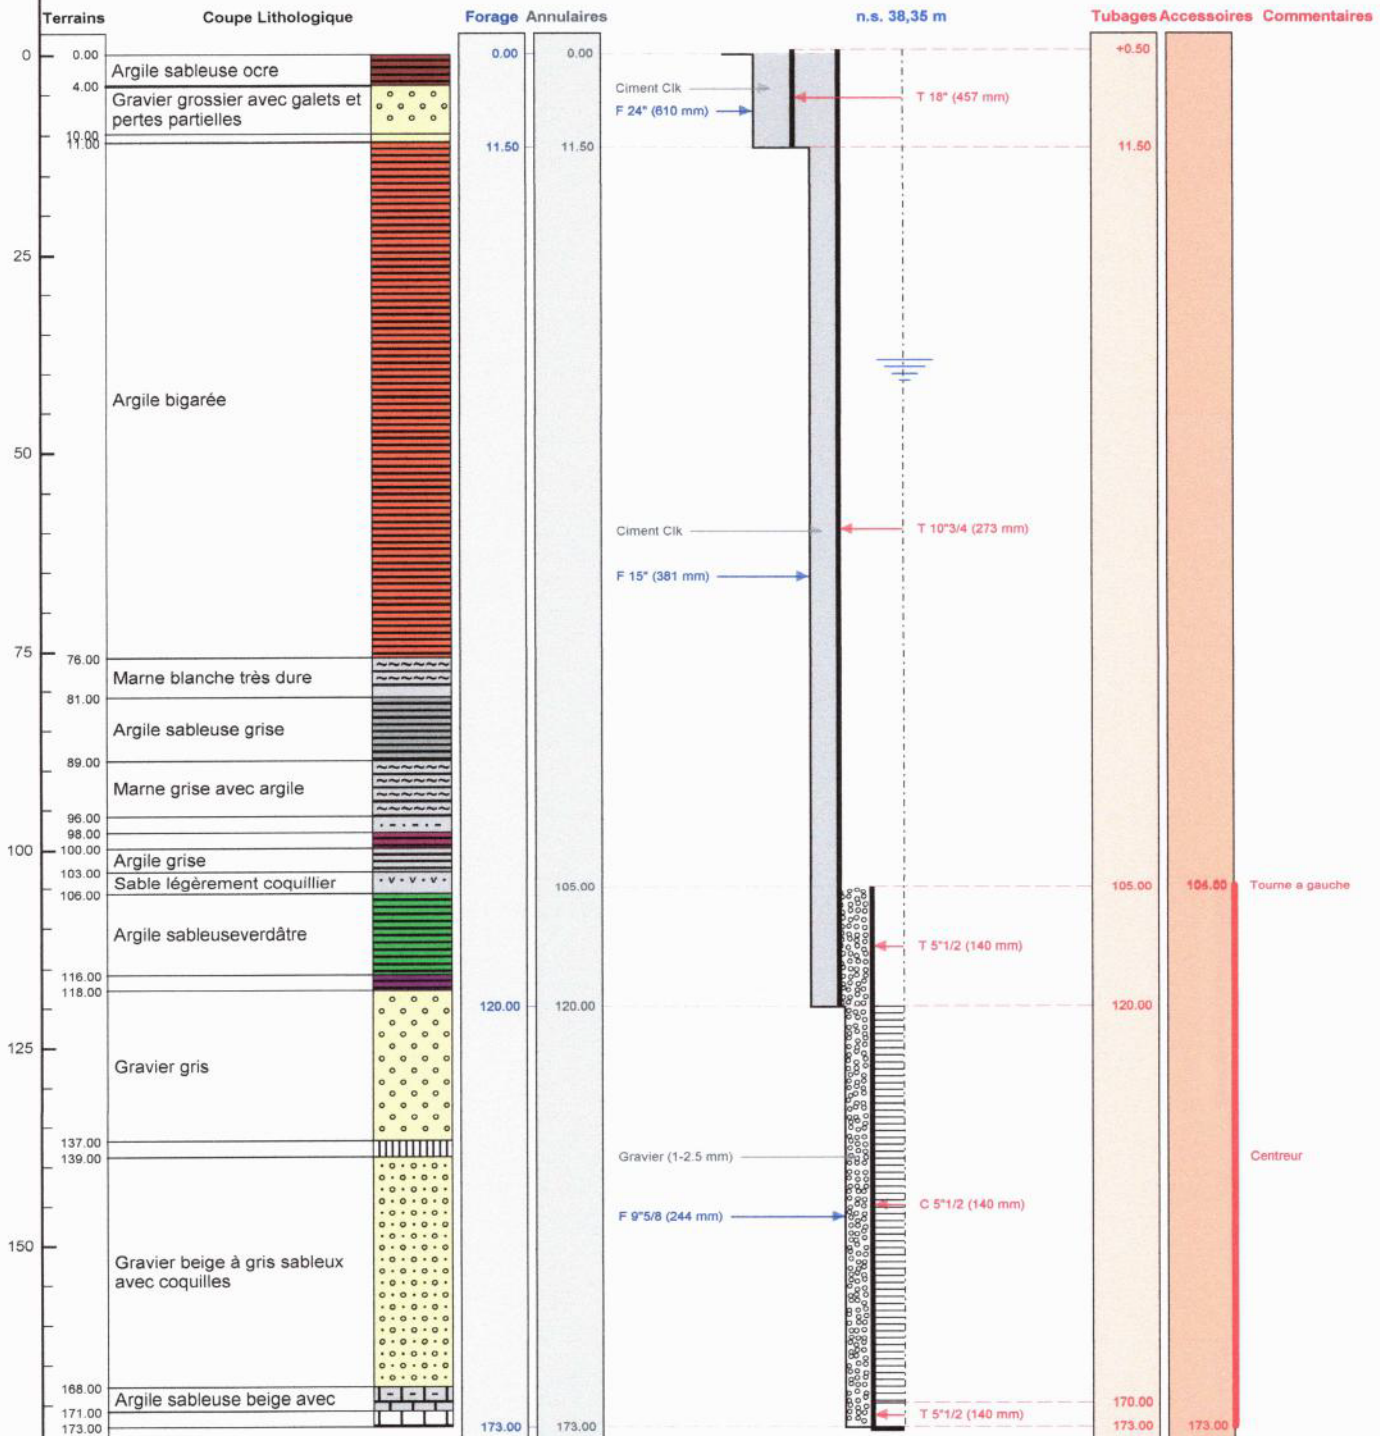 Terrains Coupe Lithologique Forage Annulaires n.s. 38,35 m Tubages Accessoires Commentaires
+0.50
0 0.00 0.00 0.00
Argile sableuse ocre
4.00
Ciment Clk
T 18" (457 mm)
Gravier grossier avec galets et
pertes partielles
F 24" (610 mm)
10.00
11.00
11.50 11.50 11.50
25
Argile bigarée
50
Ciment Clk T 10"3/4 (273 mm)
F 15" (381 mm)
75
76.00
Marne blanche très dure
81.00
Argile sableuse grise
89.00
Marne grise avec argile
96.00
98.00
100
100.00
Argile grise
103.00
Sable légèrement coquillier
105.00 105.00 Tourne a gauche
106.00
Argile sableuseverdâtre
T 5"1/2 (140 mm)
116.00
118.00
120.00 120.00 120.00
125
Gravier gris
137.00
139.00
Gravier (1-2.5 mm) Centreur
C 5"1/2 (140 mm)
F 9"5/8 (244 mm)
150
Gravier beige à gris sableux
avec coquilles
168.00
Argile sableuse beige avec
170.00
171.00
T 5"1/2 (140 mm)
173.00 173.00 173.00 173.00 173.00